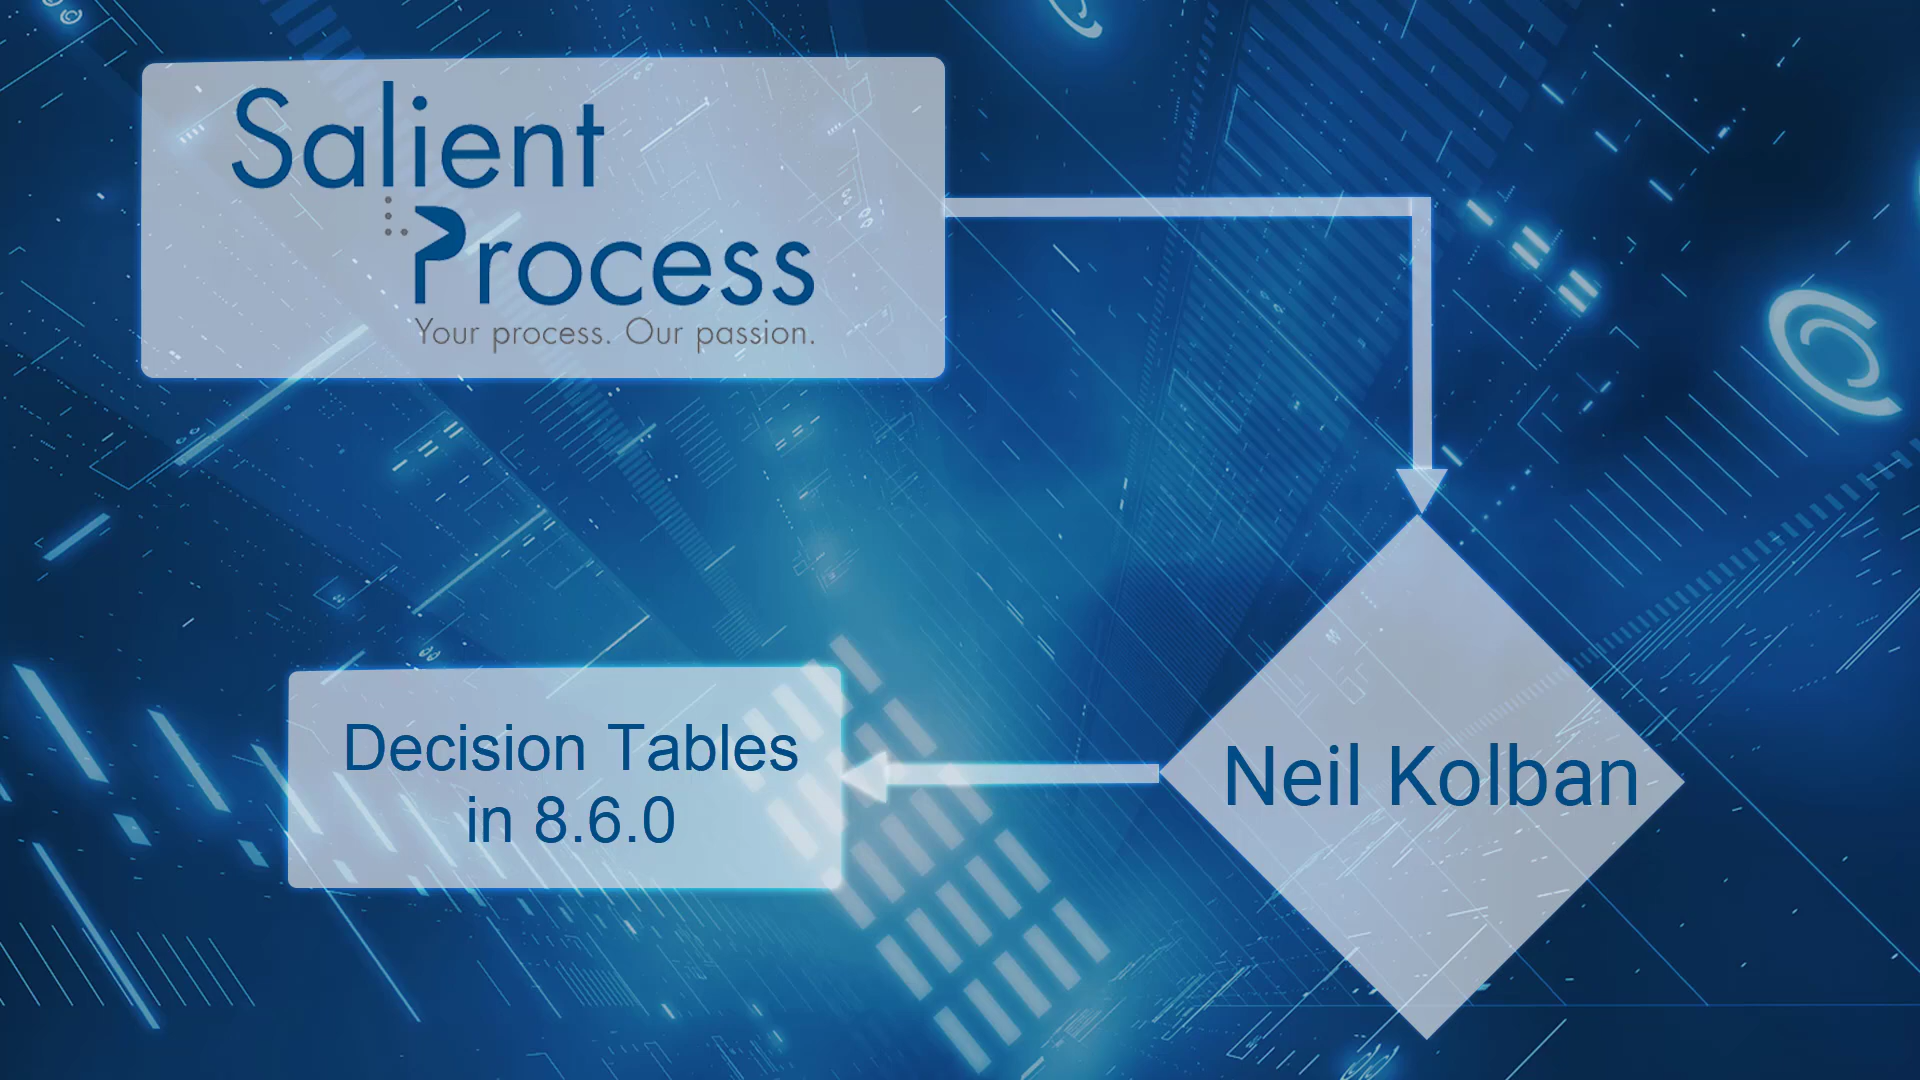 Salient
Process
Your process. Our passion.
Neil Kolban
Decision Tables
in 8.6.0